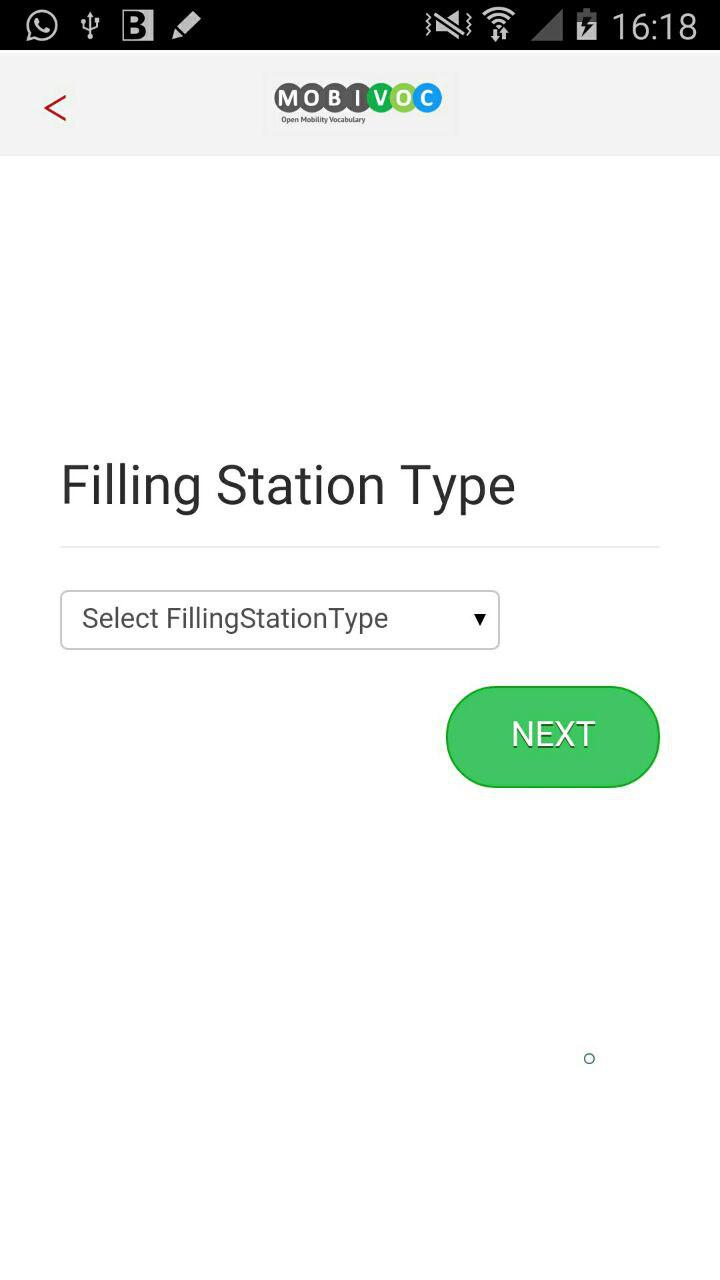 B 16:18
< MOBIVOC
Open Mobility Vocabulary
Filling Station Type
Select FillingStationType
NEXT